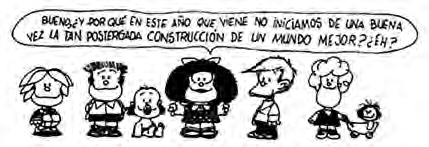 BUENO,¿Y POR QUÉ EN ESTE AÑO QUE VIENE NO INICIAMOS DE UNA BUENA
VEZ LA TAN POSTERGADA CONSTRUCCIÓN DE UN MUNDO MEJOR? ¿EH?